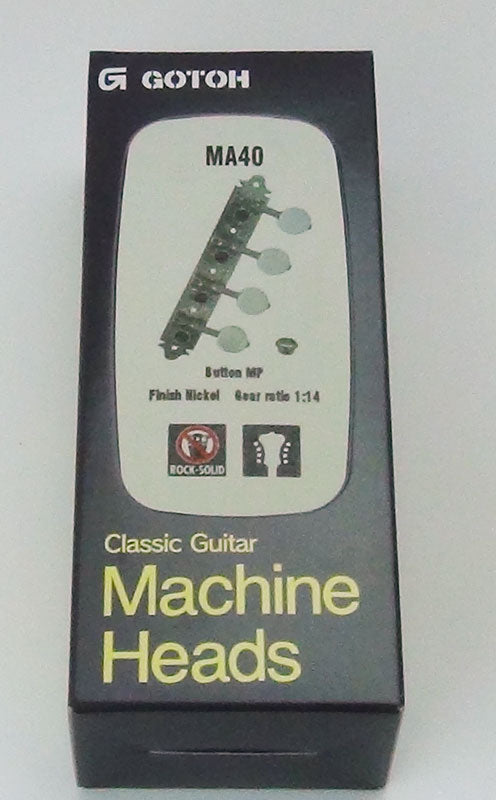 G GOTOH
MA40
Button MP
Finish Nickel Gear ratio 1:14
ROCK-SOLID
Classic Guitar
Machine
Heads